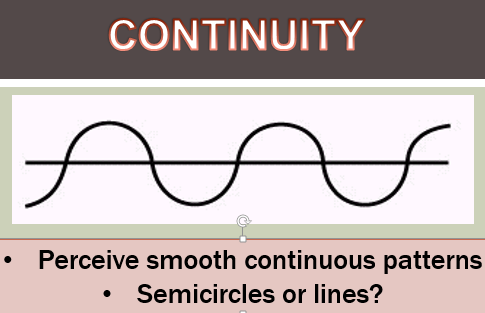 CONTINUITY
• Perceive smooth continuous patterns
• Semicircles or lines?